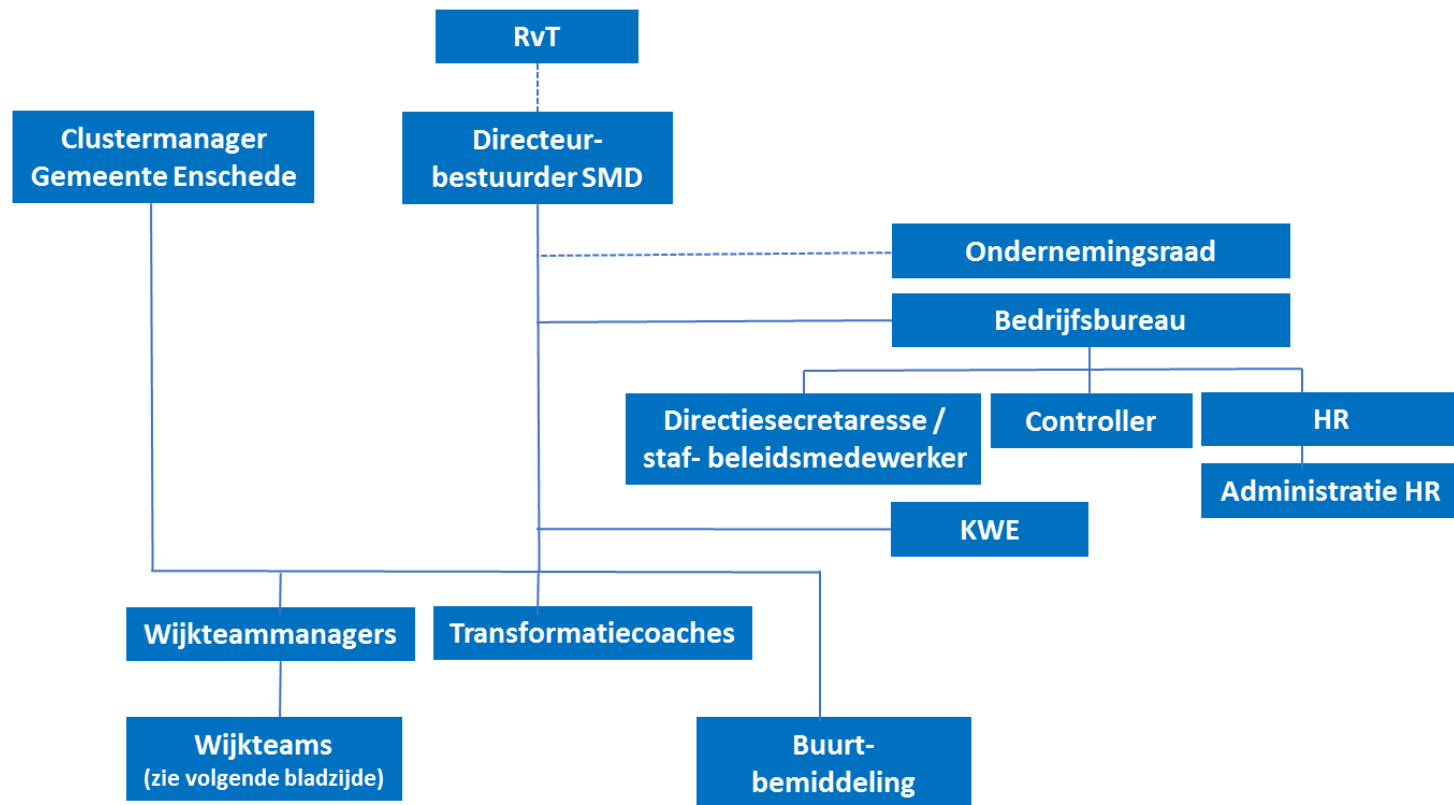 RvT
Clustermanager
Gemeente Enschede
Directeur-
bestuurder SMD
Ondernemingsraad
Bedrijfsbureau
Directiesecretaresse /
staf- beleidsmedewerker
Controller
HR
Administratie HR
KWE
Wijkteammanagers
Transformatiecoaches
Wijkteams
(zie volgende bladzijde)
Buurt-
bemiddeling